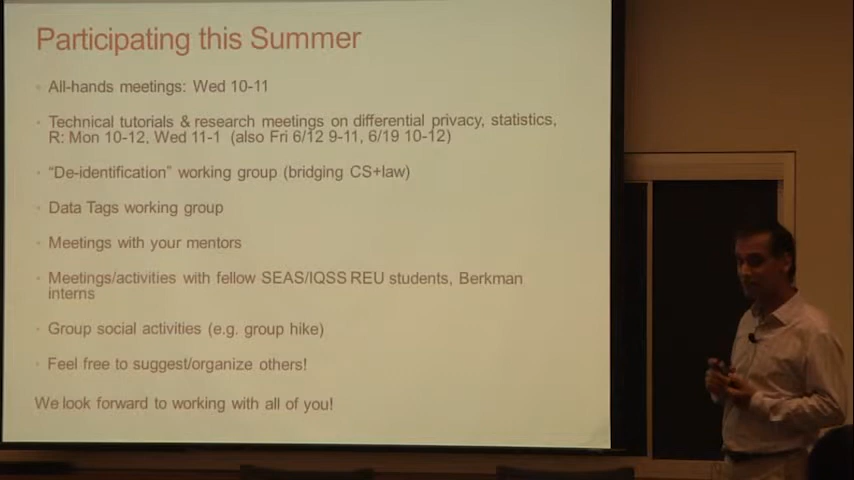 Participating this Summer
All-hands meetings: Wed 10-11
Technical tutorials & research meetings on differential privacy, statistics,
R: Mon 10-12, Wed 11-1 (also Fri 6/12 9-11, 6/19 10-12)
"De-identification" working group (bridging CS+law)
Data Tags working group
Meetings with your mentors
Meetings/activities with fellow SEAS/IQSS REU students, Berkman
interns
Group social activities (e.g. group hike)
Feel free to suggest/organize others!
We look forward to working with all of you!